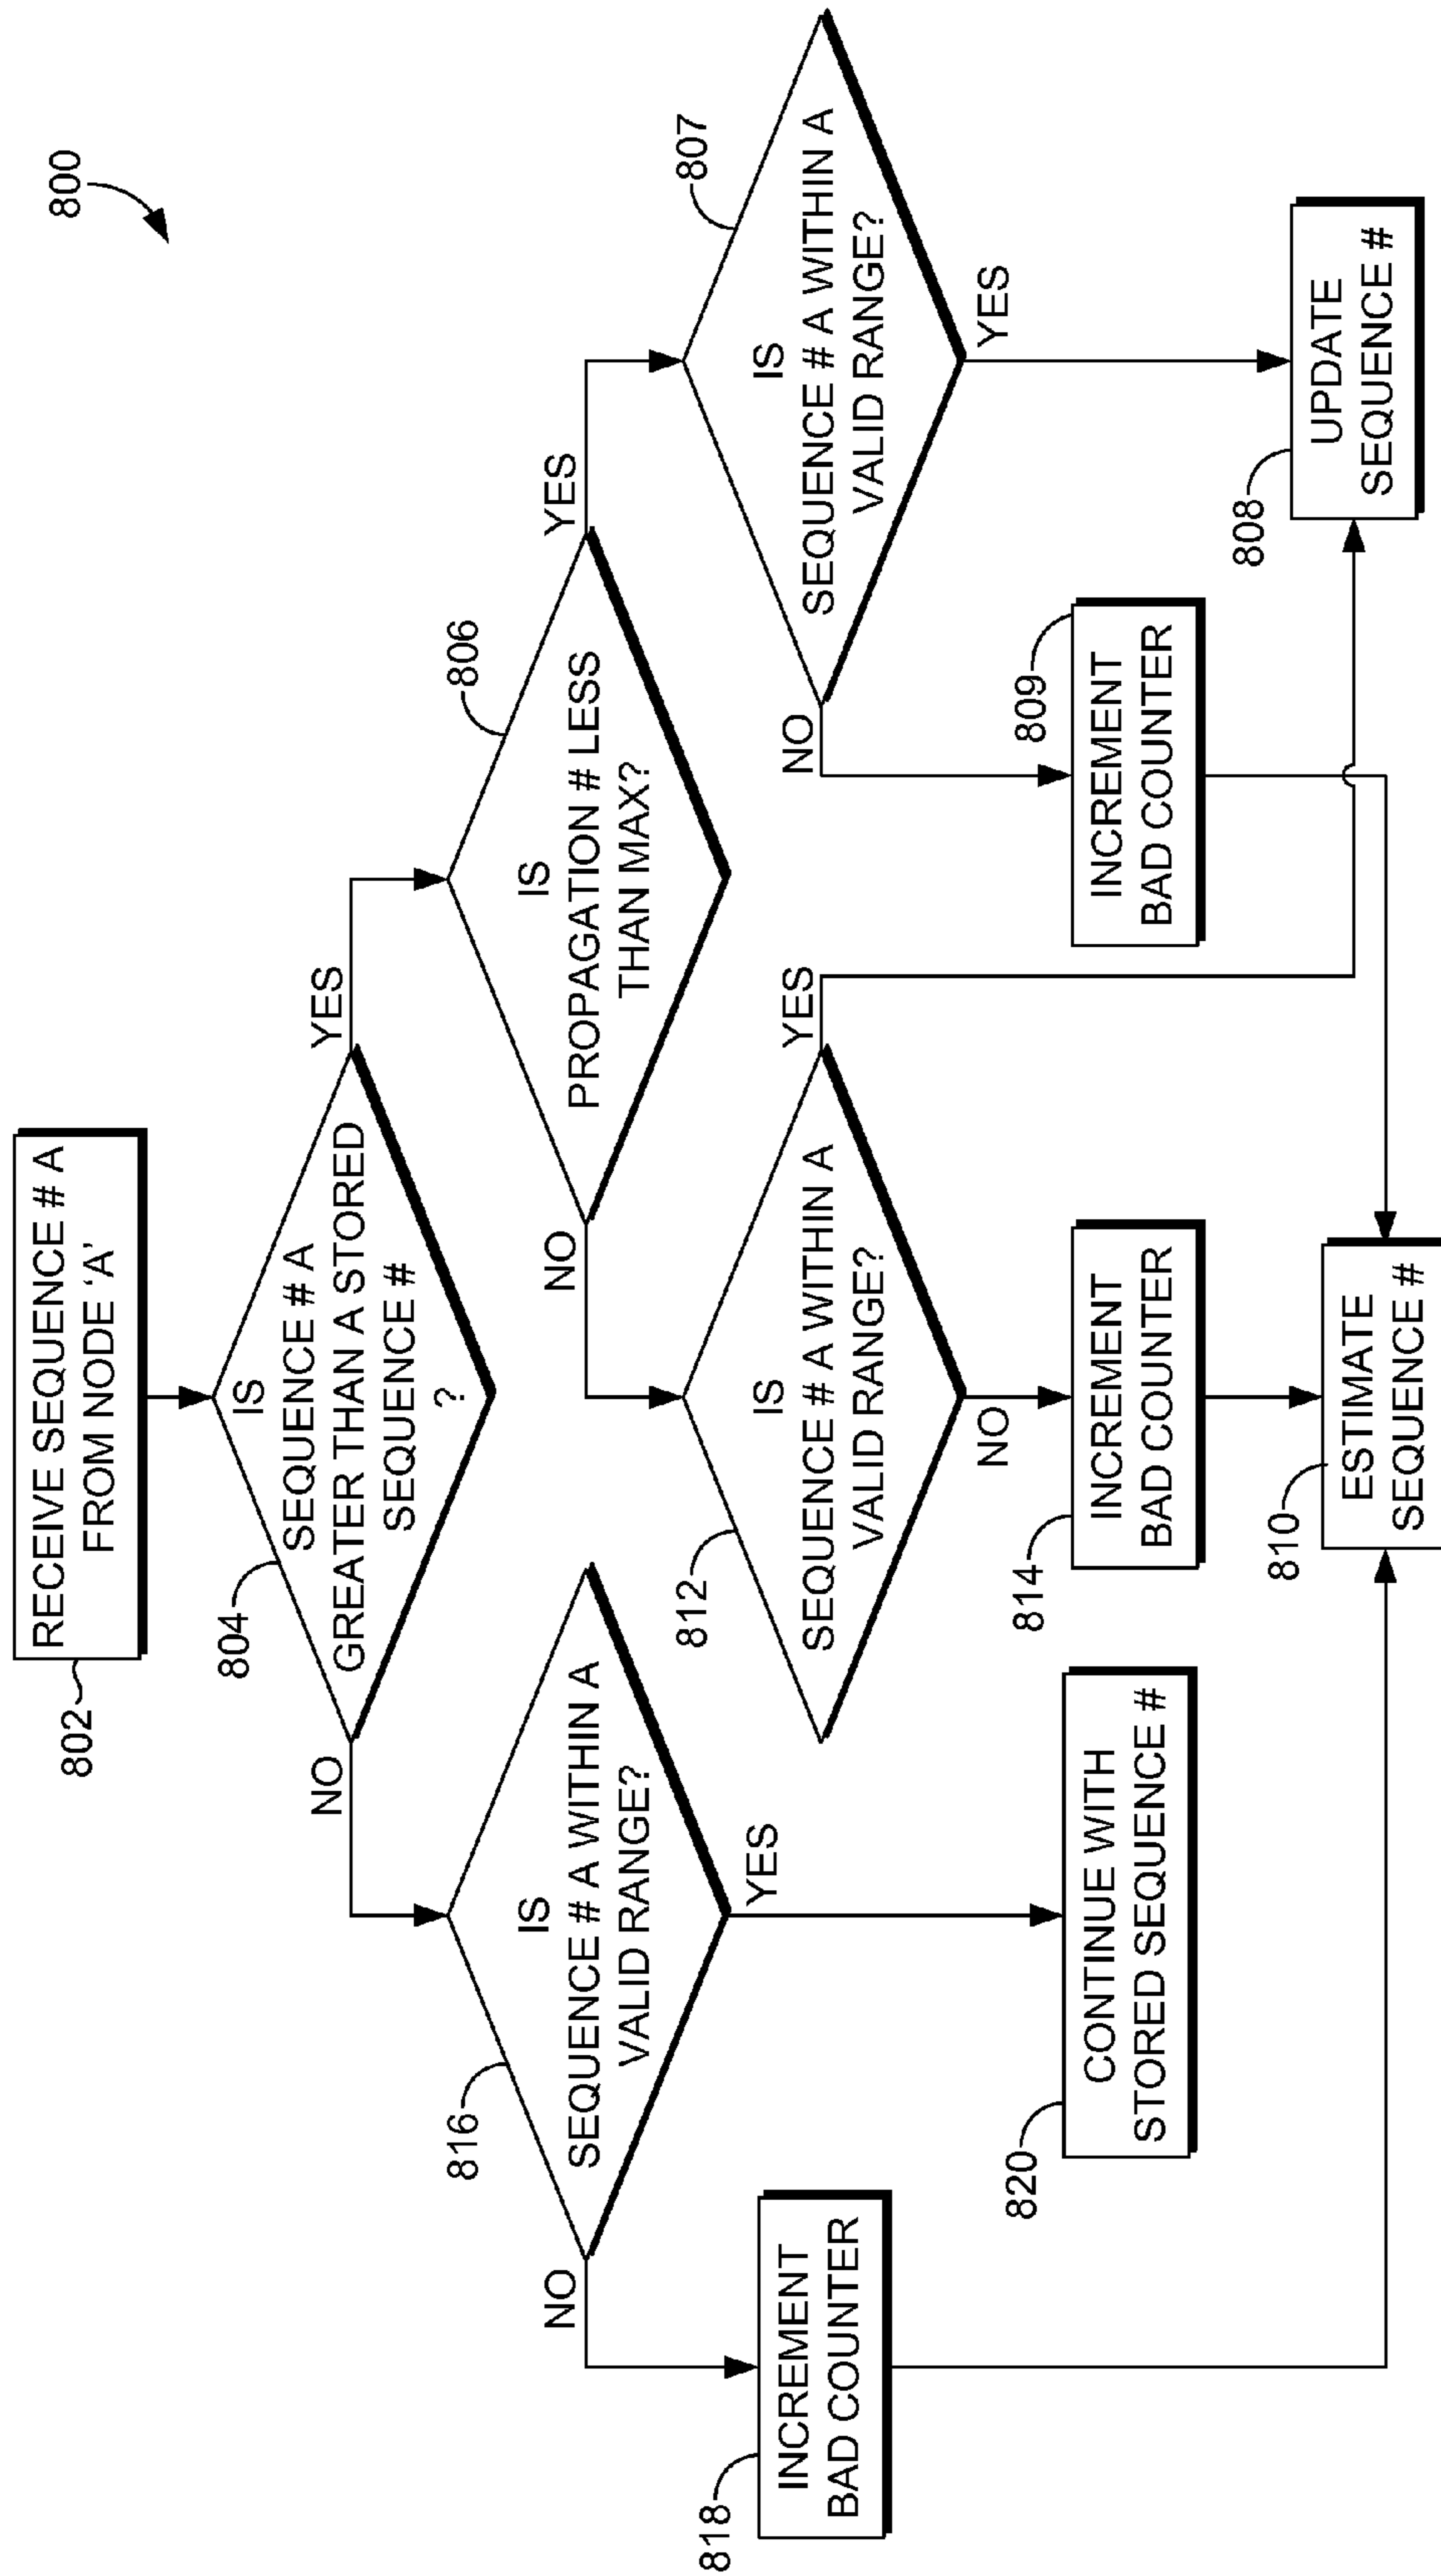 800
RECEIVE SEQUENCE # A
FROM NODE 'A'
802
IS
SEQUENCE # A
GREATER THAN A STORED
SEQUENCE #
?
804
NO
YES
IS
SEQUENCE # A WITHIN A
VALID RANGE?
816
IS
PROPAGATION # LESS
THAN MAX?
806
NO
YES
NO
YES
INCREMENT
BAD COUNTER
818
IS
SEQUENCE # A WITHIN A
VALID RANGE?
812
IS
SEQUENCE # A WITHIN A
VALID RANGE?
807
YES
NO
NO
YES
CONTINUE WITH
STORED SEQUENCE #
820
INCREMENT
BAD COUNTER
814
INCREMENT
BAD COUNTER
809
ESTIMATE
SEQUENCE #
810
UPDATE
SEQUENCE #
808